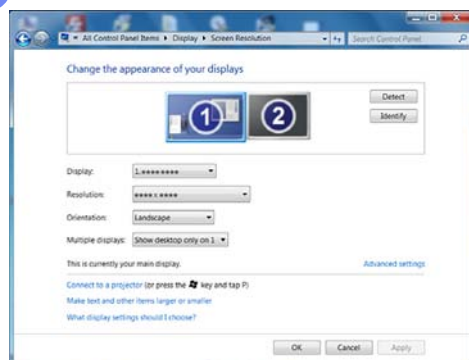 All Control Panel Items ▸ Display ▸ Screen Resolution
Search Control Panel
Change the appearance of your displays
1
2
Detect
Identify
Display: 1.********
Resolution: **** x ****
Orientation: Landscape
Multiple displays: Show desktop only on 1
This is currently your main display.
Advanced settings
Connect to a projector (or press the key and tap P)
Make text and other items larger or smaller
What display settings should I choose?
OK
Cancel
Apply